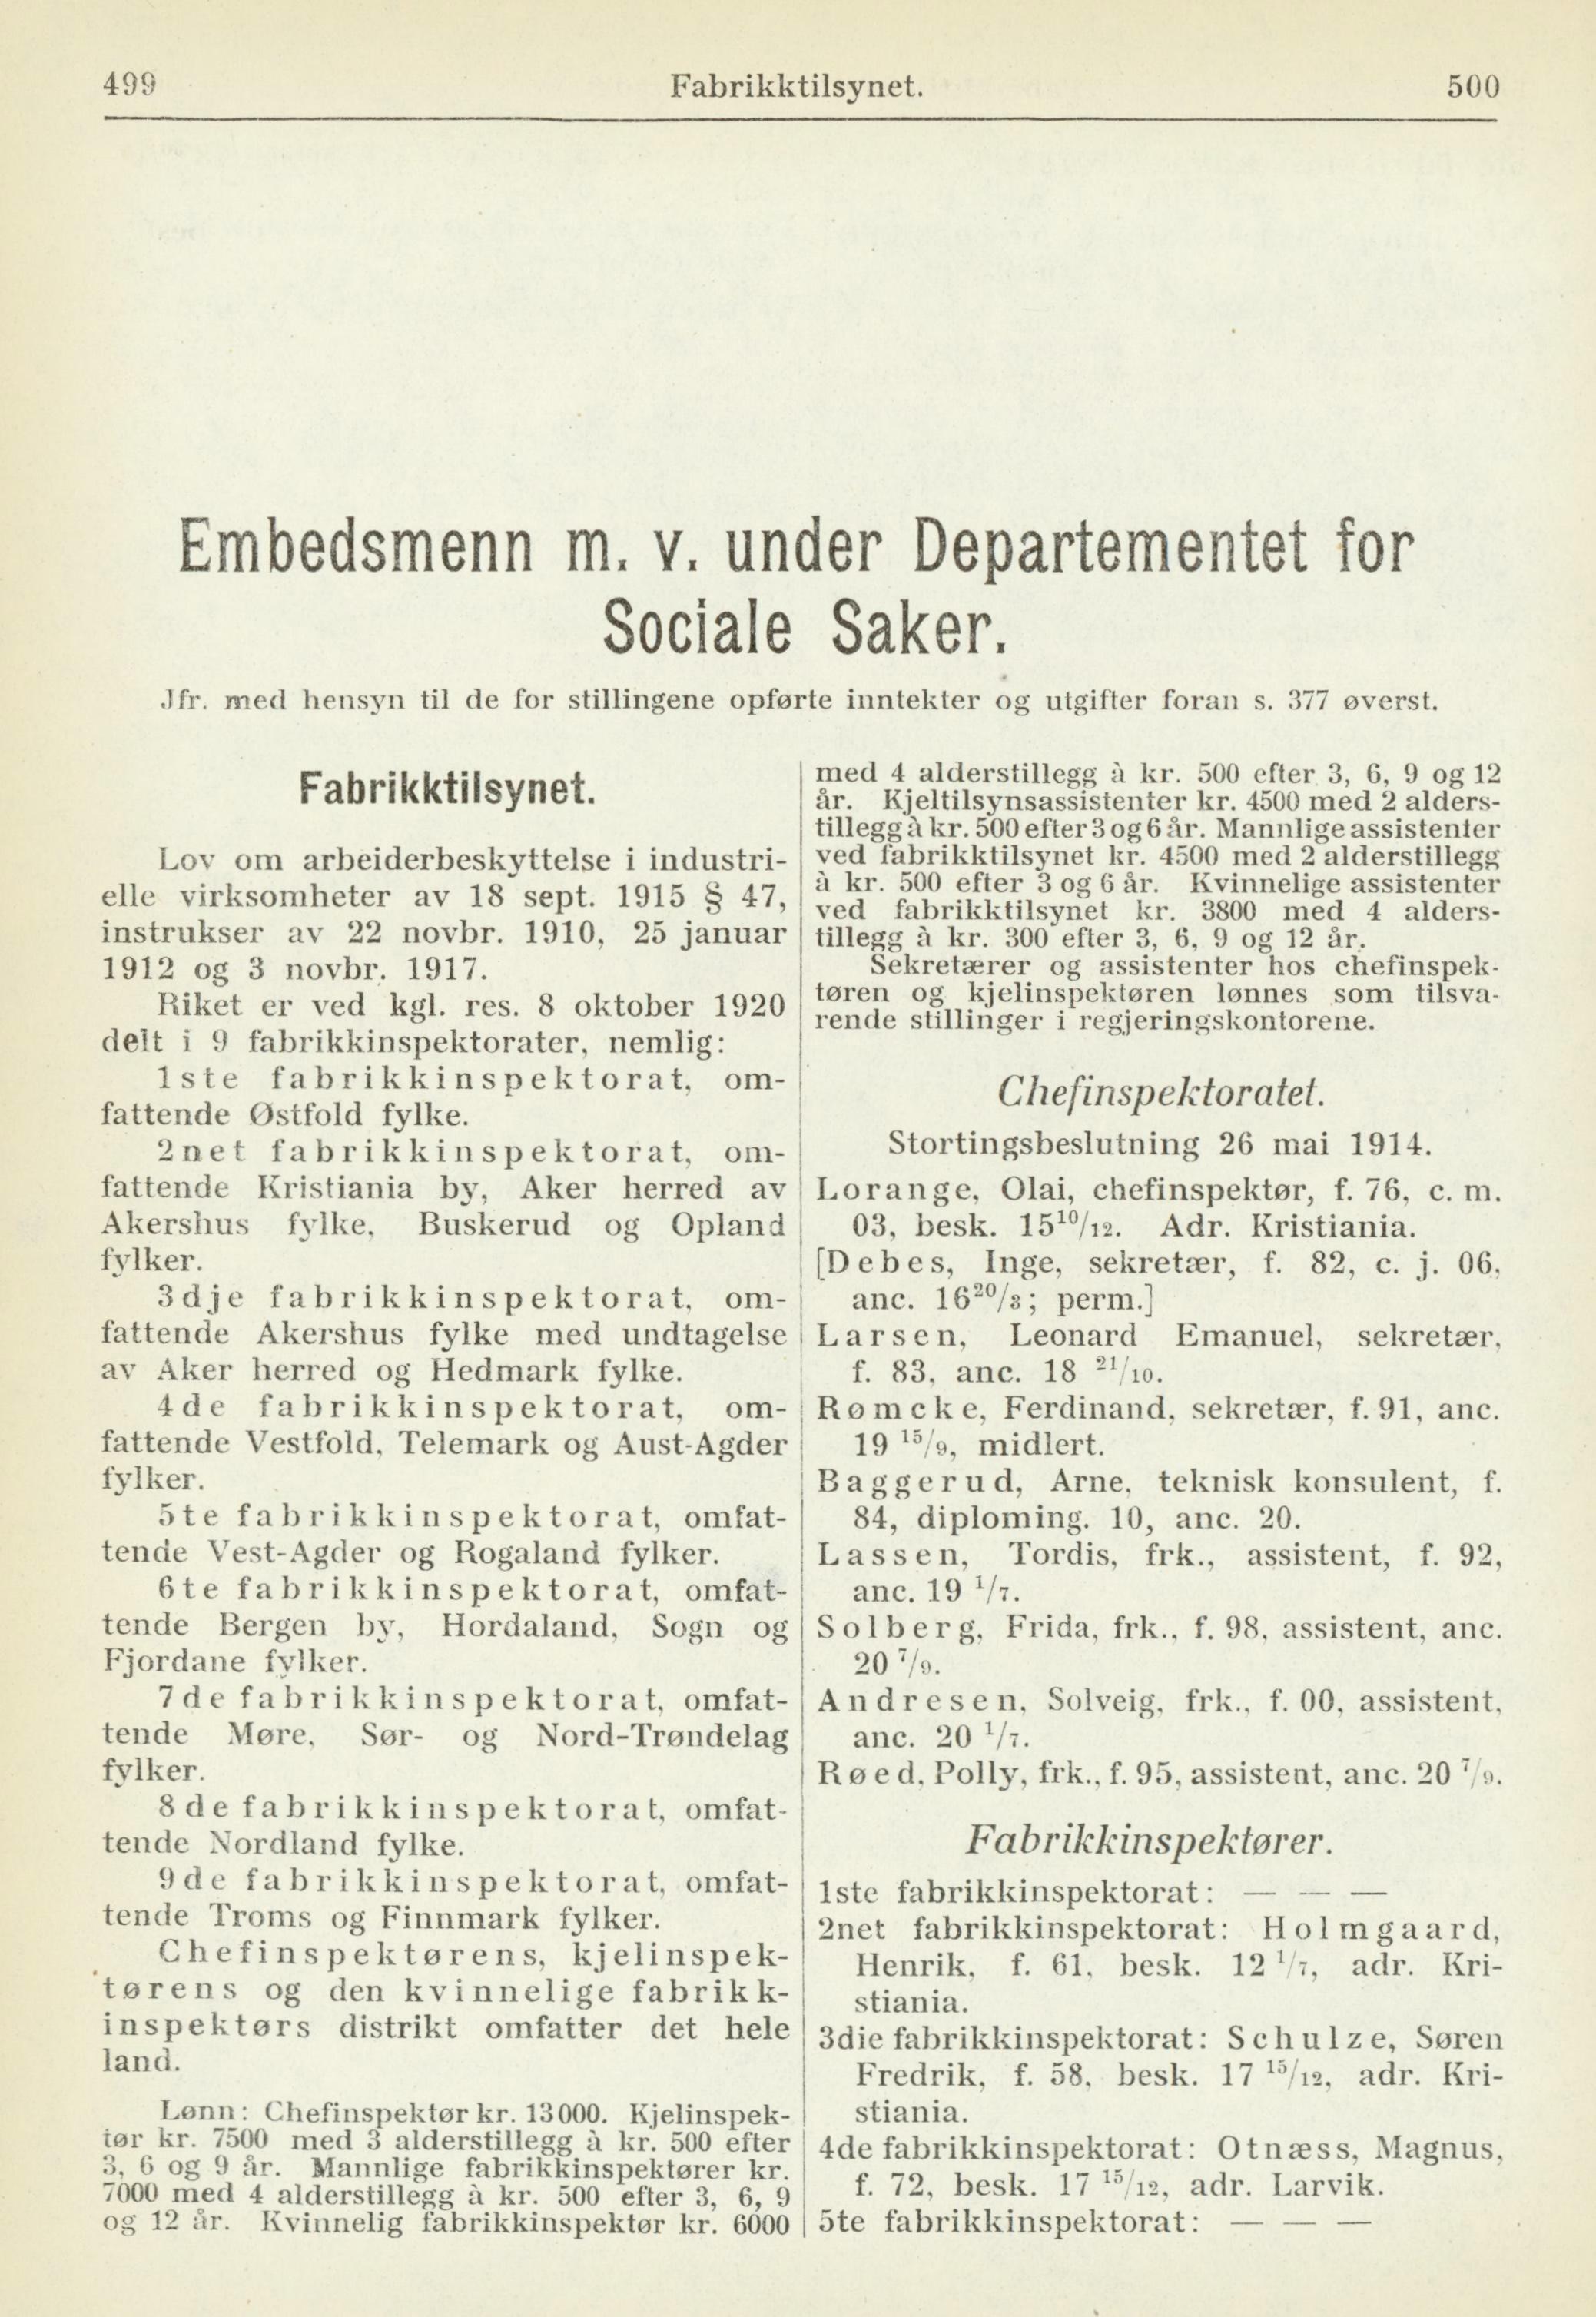 499 Fabrikktilsynet. 500
Embedsmenn m. v. under Departementet for
Sociale Saker.
Jfr. med hensyn til de for stillingene opførte inntekter og utgifter foran s. 377 øverst.
Fabrikktilsynet.
Lov om arbeiderbeskyttelse i industri-
elle virksomheter av 18 sept. 1915 § 47,
instrukser av 22 novbr. 1910, 25 januar
1912 og 3 novbr. 1917.
Riket er ved kgl. res. 8 oktober 1920
delt i 9 fabrikkinspektorater, nemlig:
1ste fabrikkinspektorat, om-
fattende Østfold fylke.
2net fabrikkinspektorat, om-
fattende Kristiania by, Aker herred av
Akershus fylke, Buskerud og Opland
fylker.
3dje fabrikkinspektorat, om-
fattende Akershus fylke med undtagelse
av Aker herred og Hedmark fylke.
4de fabrikkinspektorat, om-
fattende Vestfold, Telemark og Aust-Agder
fylker.
5te fabrikkinspektorat, omfat-
tende Vest-Agder og Rogaland fylker.
6te fabrikkinspektorat, omfat-
tende Bergen by, Hordaland, Sogn og
Fjordane fylker.
7de fabrikkinspektorat, omfat-
tende Møre, Sør- og Nord-Trøndelag
fylker.
8de fabrikkinspektorat, omfat-
tende Nordland fylke.
9de fabrikkinspektorat, omfat-
tende Troms og Finnmark fylker.
Chefinspektørens, kjelinspek-
tørens og den kvinnelige fabrikk-
inspektørs distrikt omfatter det hele
land.
Lønn: Chefinspektør kr. 13000. Kjelinspek-
tør kr. 7500 med 3 alderstillegg à kr. 500 efter
3, 6 og 9 år. Mannlige fabrikkinspektører kr.
7000 med 4 alderstillegg à kr. 500 efter 3, 6, 9
og 12 år. Kvinnelig fabrikkinspektør kr. 6000
med 4 alderstillegg à kr. 500 efter 3, 6, 9 og 12
år. Kjeltilsynsassistenter kr. 4500 med 2 alders-
tillegg à kr. 500 efter 3 og 6 år. Mannlige assistenter
ved fabrikktilsynet kr. 4500 med 2 alderstillegg
à kr. 500 efter 3 og 6 år. Kvinnelige assistenter
ved fabrikktilsynet kr. 3800 med 4 alders-
tillegg à kr. 300 efter 3, 6, 9 og 12 år.
Sekretærer og assistenter hos chefinspek-
tøren og kjelinspektøren lønnes som tilsva-
rende stillinger i regjeringskontorene.
Chefinspektoratet.
Stortingsbeslutning 26 mai 1914.
Lorange, Olai, chefinspektør, f. 76, c. m.
03, besk. 15 10/12. Adr. Kristiania.
[Debes, Inge, sekretær, f. 82, c. j. 06,
anc. 16 20/3; perm.]
Larsen, Leonard Emanuel, sekretær,
f. 83, anc. 18 21/10.
Rømcke, Ferdinand, sekretær, f. 91, anc.
19 15/9, midlert.
Baggerud, Arne, teknisk konsulent, f.
84, diploming. 10, anc. 20.
Lassen, Tordis, frk., assistent, f. 92,
anc. 19 1/7.
Solberg, Frida, frk., f. 98, assistent, anc.
20 7/9.
Andresen, Solveig, frk., f. 00, assistent,
anc. 20 1/7.
Røed, Polly, frk., f. 95, assistent, anc. 20 7/9.
Fabrikkinspektører.
1ste fabrikkinspektorat: — — —
2net fabrikkinspektorat: Holmgaard,
Henrik, f. 61, besk. 12 1/7, adr. Kri-
stiania.
3die fabrikkinspektorat: Schulze, Søren
Fredrik, f. 58, besk. 17 15/12, adr. Kri-
stiania.
4de fabrikkinspektorat: Otnæss, Magnus,
f. 72, besk. 17 15/12, adr. Larvik.
5te fabrikkinspektorat: — — —